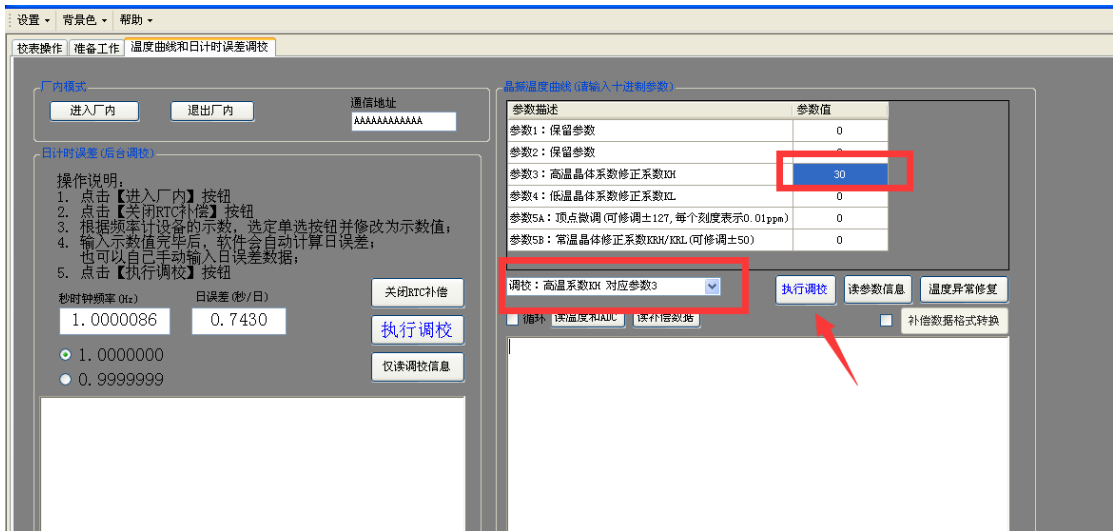 设置 背景色 帮助
校表操作 准备工作 温度曲线和日计时误差调校
厂内模式
进入厂内 退出厂内
通信地址
AAAAAAAAAAAA
日计时误差(后台调校)
操作说明:
1. 点击【进入厂内】按钮
2. 点击【关闭RTC补偿】按钮
3. 根据频率计设备的示数, 选定单选按钮并修改为示数值;
4. 输入示数值完毕后, 软件会自动计算日误差;
也可以自己手动输入日误差数据;
5. 点击【执行调校】按钮
秒时钟频率(Hz) 日误差(秒/日)
1.0000086 0.7430
1.0000000
0.9999999
关闭RTC补偿
执行调校
仅读调校信息
晶振温度曲线(请输入十进制参数)
参数描述 参数值
参数1:保留参数 0
参数2:保留参数
参数3:高温晶体系数修正系数KH 30
参数4:低温晶体系数修正系数KL 0
参数5A:顶点微调(可修调±127,每个刻度表示0.01ppm) 0
参数5B:常温晶体修正系数KRH/KRL(可修调±50) 0
调校:高温系数KH 对应参数3
执行调校 读参数信息 温度异常修复
循环 读温度和ADC 读补偿数据 补偿数据格式转换